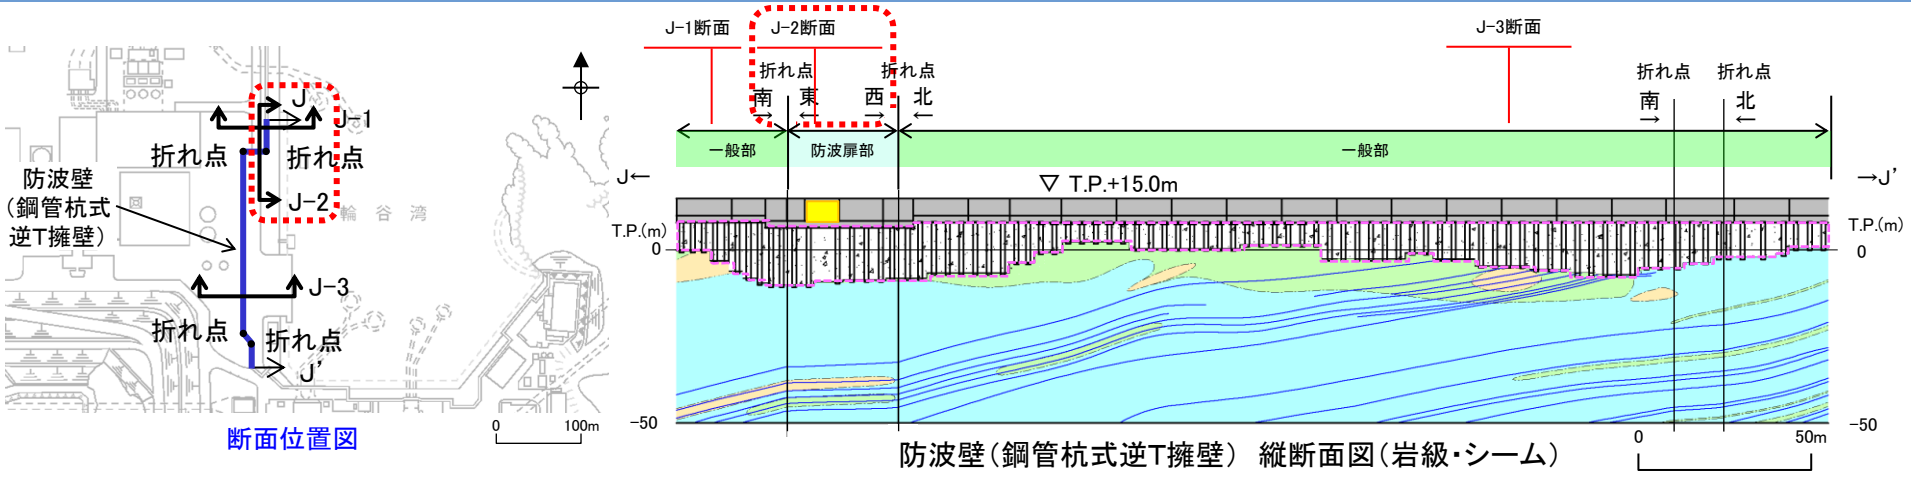 J
J-1
折れ点
折れ点
防波壁
(鋼管杭式
逆T擁壁)
J-2
輪谷湾
J-3
折れ点
折れ点
J'
断面位置図
0 100m
J-1断面
J-2断面
J-3断面
折れ点
折れ点
折れ点
折れ点
南
東
西
北
南
北
一般部
防波扉部
一般部
J←
→J'
▽ T.P.+15.0m
T.P.(m)
0
-50
T.P.(m)
0
-50
防波壁(鋼管杭式逆T擁壁) 縦断面図(岩級・シーム)
0 50m